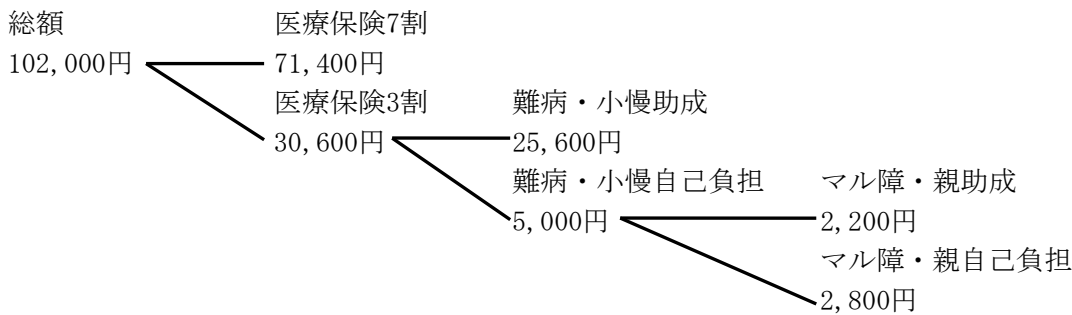 総額 医療保険7割
102,000円 71,400円
医療保険3割 難病・小慢助成
30,600円 25,600円
難病・小慢自己負担 マル障・親助成
5,000円 2,200円
マル障・親自己負担
2,800円